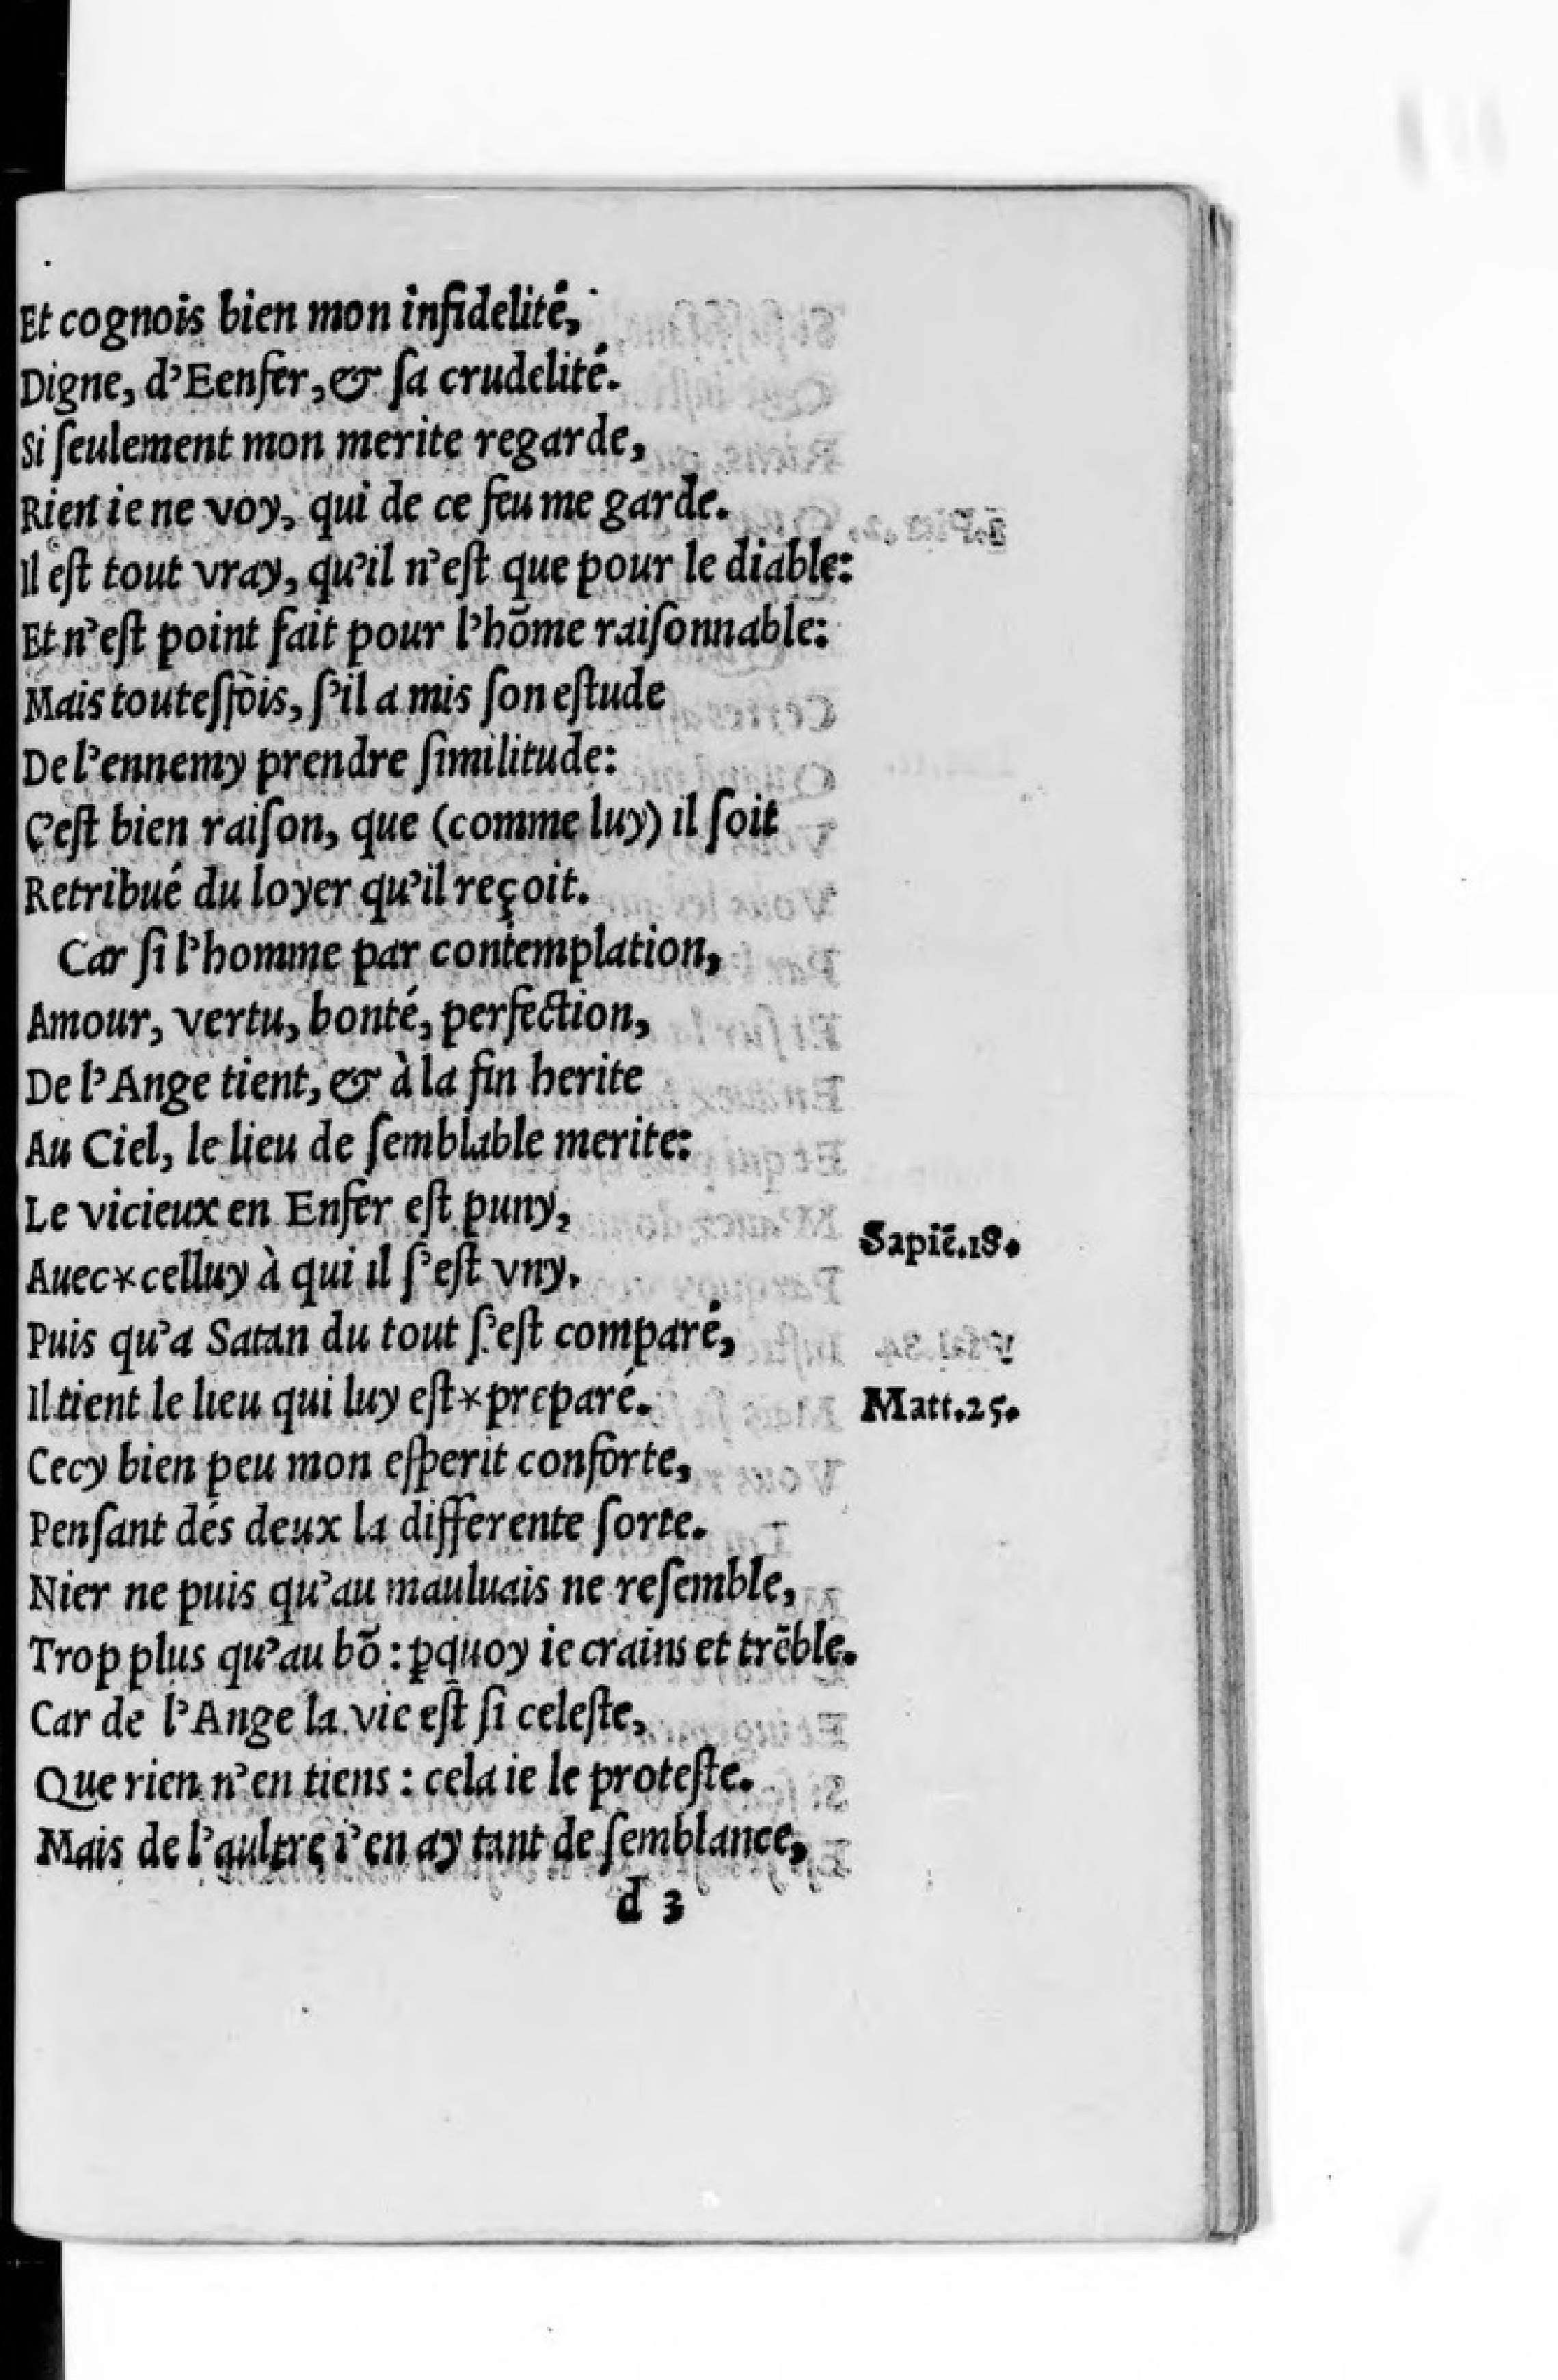 Et cognois bien mon infidelité,
Digne, d'Eenfer, & ſa crudelité.
Si ſeulement mon merite regarde,
Rien ie ne voy, qui de ce feu me garde.
Il eſt tout vray, qu'il n'eſt que pour le diable:
Et n'eſt point fait pour l'hõme raiſonnable:
Mais touteſfois, ſ'il a mis ſon eſtude
De l'ennemy prendre ſimilitude:
C'eſt bien raiſon, que (comme luy) il ſoit
Retribué du loyer qu'il reçoit.
Car ſi l'homme par contemplation,
Amour, vertu, bonté, perfection,
De l'Ange tient, & à la fin herite
Au Ciel, le lieu de ſemblable merite:
Le vicieux en Enfer eſt puny,
Auec* celluy à qui il ſ'eſt vny. Sapiẽ.18.
Puis qu'a Satan du tout ſ'eſt comparé,
Il tient le lieu qui luy eſt* preparé. Matt.25.
Cecy bien peu mon eſperit conforte,
Penſant dés deux la differente ſorte.
Nier ne puis qu'au mauluais ne reſemble,
Trop plus qu'au bõ: ꝑquoy ie crains et trẽble.
Car de l'Ange la vie eſt ſi celeſte,
Que rien n'en tiens: cela ie le proteſte.
Mais de l'aultre i'en ay tant de ſemblance,
d 3